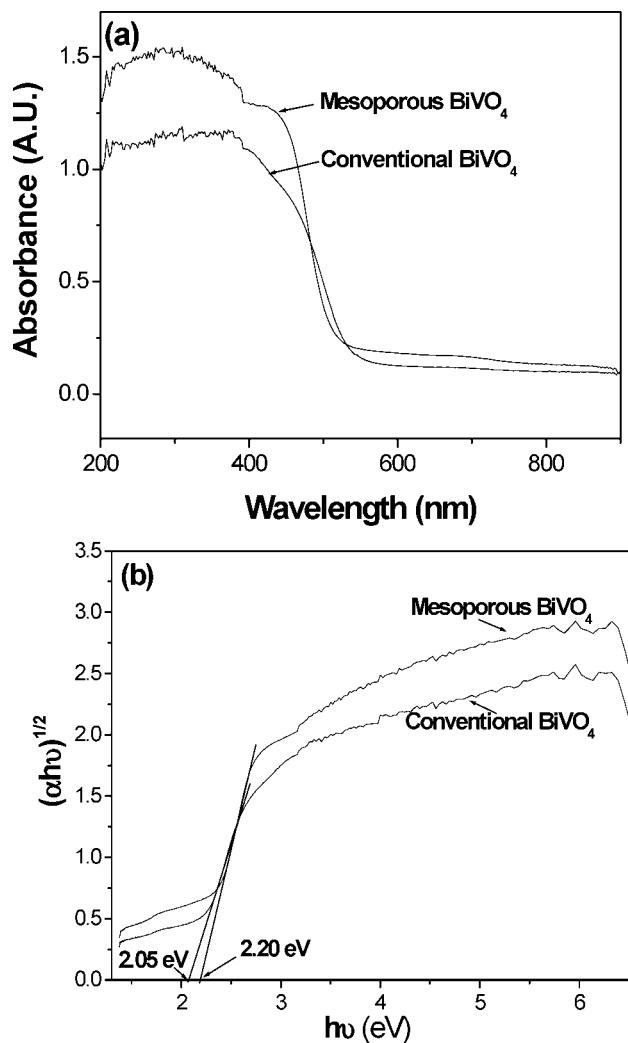 (a)
1.5
1.0
0.5
0.0
Absorbance (A.U.)
Mesoporous BiVO₄
Conventional BiVO₄
200 400 600 800
Wavelength (nm)
(b)
3.5
3.0
2.5
2.0
1.5
1.0
0.5
0.0
(αhυ)^1/2
Mesoporous BiVO₄
Conventional BiVO₄
2.05 eV
2.20 eV
2 3 4 5 6
hυ (eV)